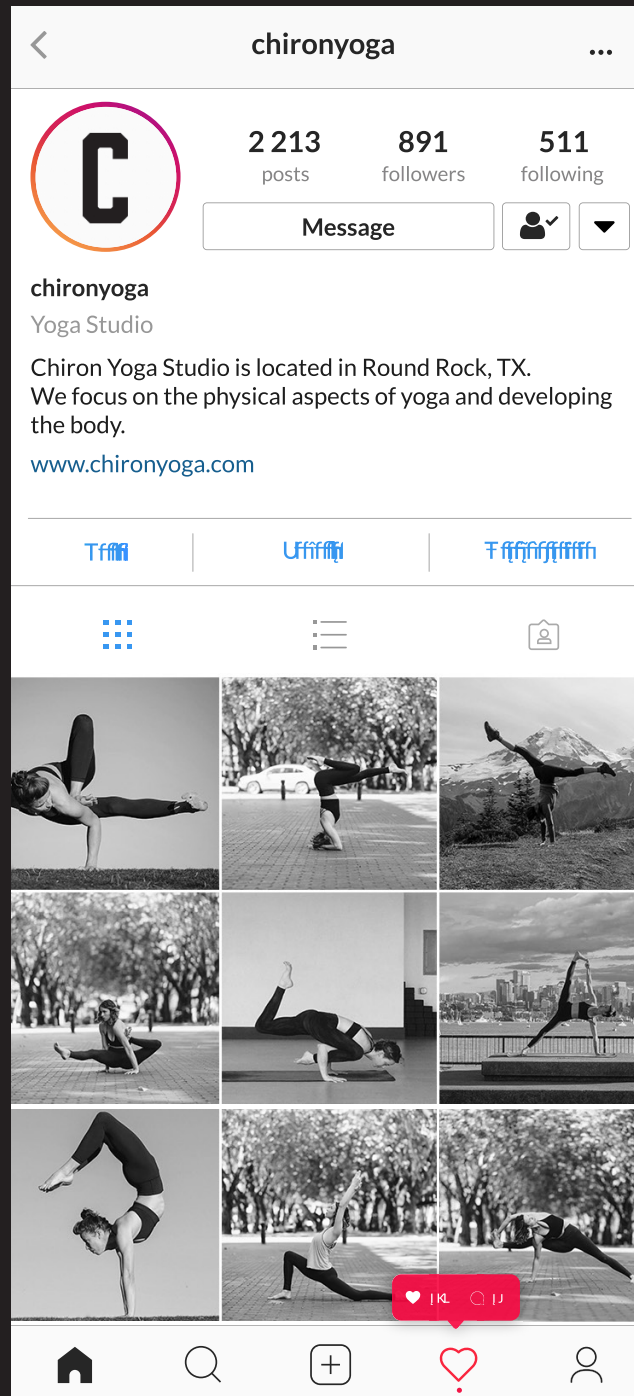 chironyoga
C
2 213 891 511
posts followers following
Message
chironyoga
Yoga Studio
Chiron Yoga Studio is located in Round Rock, TX.
We focus on the physical aspects of yoga and developing
the body.
www.chironyoga.com